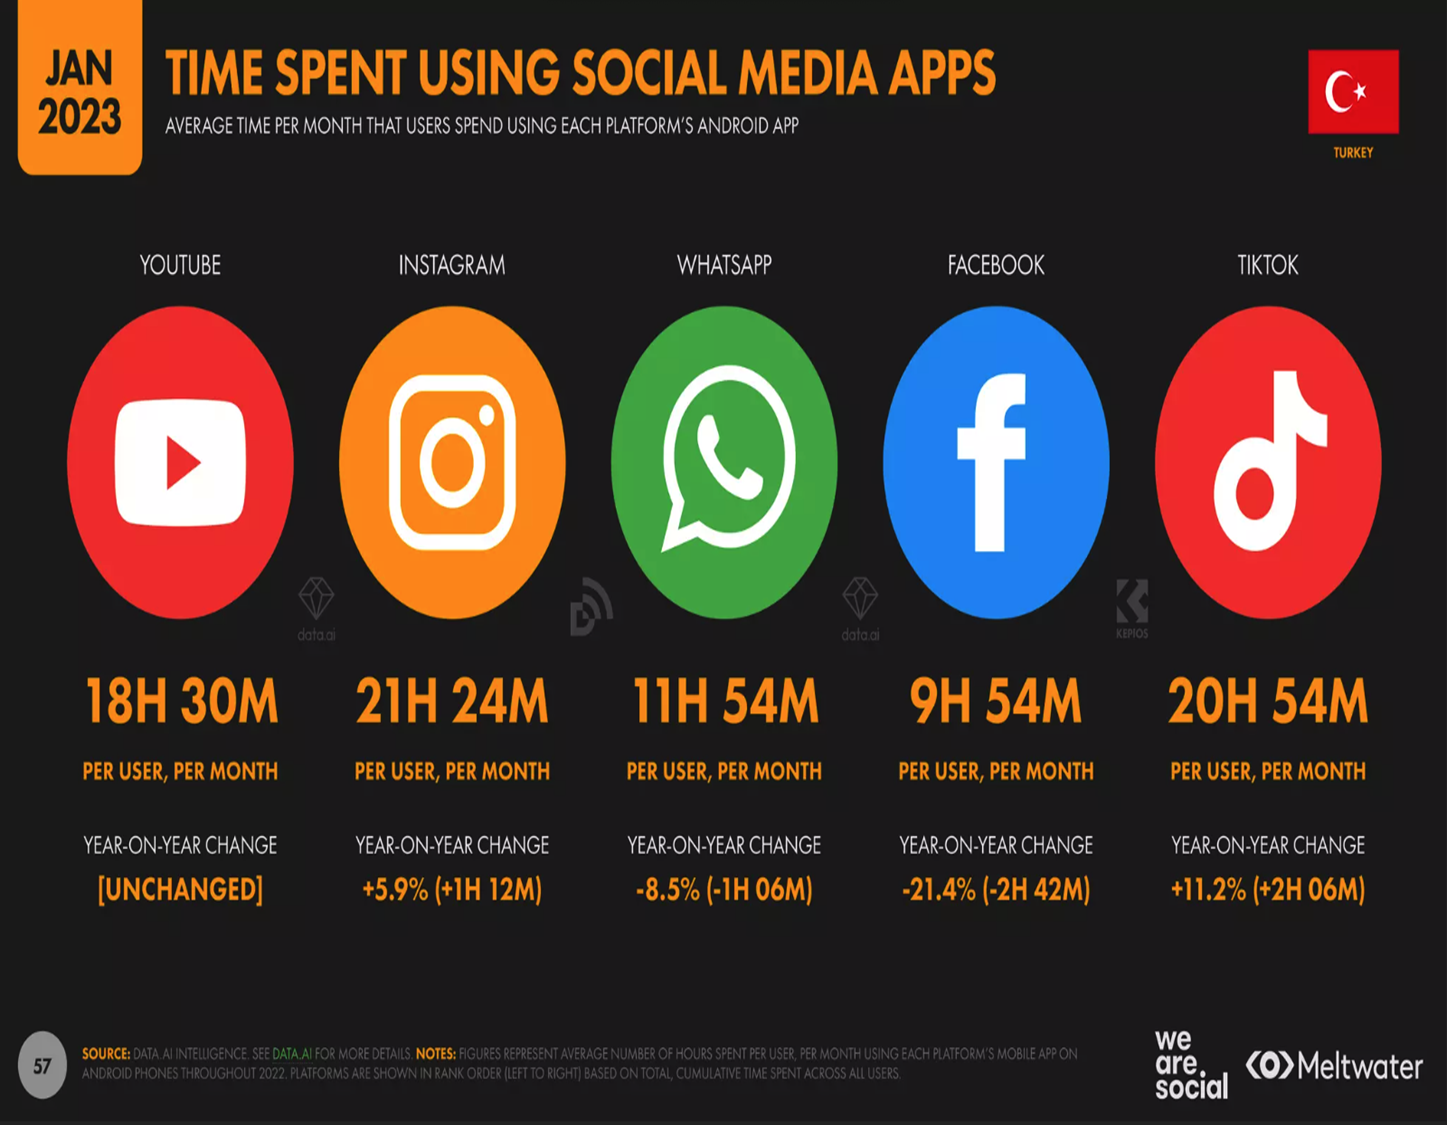 JAN
2023
TIME SPENT USING SOCIAL MEDIA APPS
AVERAGE TIME PER MONTH THAT USERS SPEND USING EACH PLATFORM'S ANDROID APP
TURKEY
YOUTUBE
INSTAGRAM
WHATSAPP
FACEBOOK
TIKTOK
data.ai
data.ai
KEPIOS
18H 30M
21H 24M
11H 54M
9H 54M
20H 54M
PER USER, PER MONTH
PER USER, PER MONTH
PER USER, PER MONTH
PER USER, PER MONTH
PER USER, PER MONTH
YEAR-ON-YEAR CHANGE
YEAR-ON-YEAR CHANGE
YEAR-ON-YEAR CHANGE
YEAR-ON-YEAR CHANGE
YEAR-ON-YEAR CHANGE
[UNCHANGED]
+5.9% (+1H 12M)
-8.5% (-1H 06M)
-21.4% (-2H 42M)
+11.2% (+2H 06M)
57
SOURCE: DATA.AI INTELLIGENCE. SEE DATA.AI FOR MORE DETAILS. NOTES: FIGURES REPRESENT AVERAGE NUMBER OF HOURS SPENT PER USER, PER MONTH USING EACH PLATFORM'S MOBILE APP ON
ANDROID PHONES THROUGHOUT 2022. PLATFORMS ARE SHOWN IN RANK ORDER (LEFT TO RIGHT) BASED ON TOTAL, CUMULATIVE TIME SPENT ACROSS ALL USERS.
we
are.
social
Meltwater